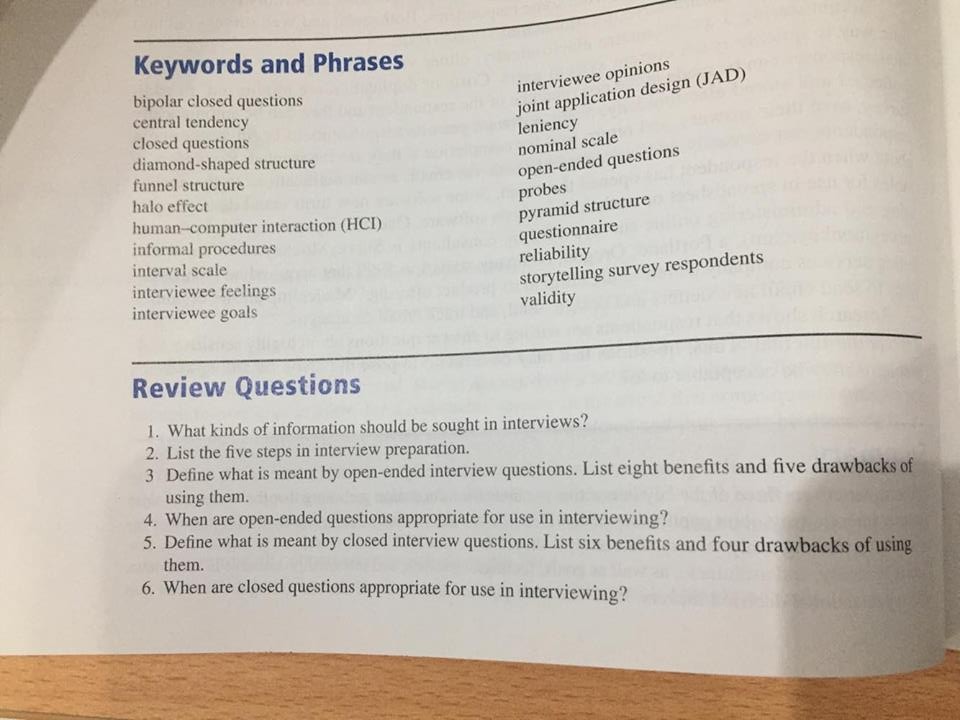 Keywords and Phrases
bipolar closed questions
central tendency
closed questions
diamond-shaped structure
funnel structure
halo effect
human–computer interaction (HCI)
informal procedures
interval scale
interviewee feelings
interviewee goals
interviewee opinions
joint application design (JAD)
leniency
nominal scale
open-ended questions
probes
pyramid structure
questionnaire
reliability
storytelling survey respondents
validity
Review Questions
1. What kinds of information should be sought in interviews?
2. List the five steps in interview preparation.
3 Define what is meant by open-ended interview questions. List eight benefits and five drawbacks of
using them.
4. When are open-ended questions appropriate for use in interviewing?
5. Define what is meant by closed interview questions. List six benefits and four drawbacks of using
them.
6. When are closed questions appropriate for use in interviewing?